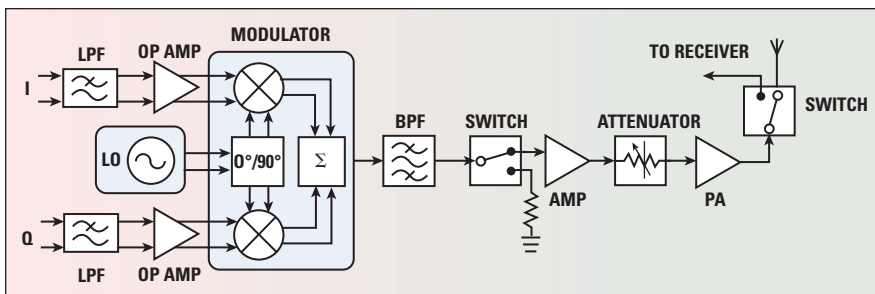 MODULATOR
LPF
OP AMP
I
LO
0°/90°
Σ
Q
LPF
OP AMP
BPF
SWITCH
AMP
ATTENUATOR
PA
TO RECEIVER
SWITCH